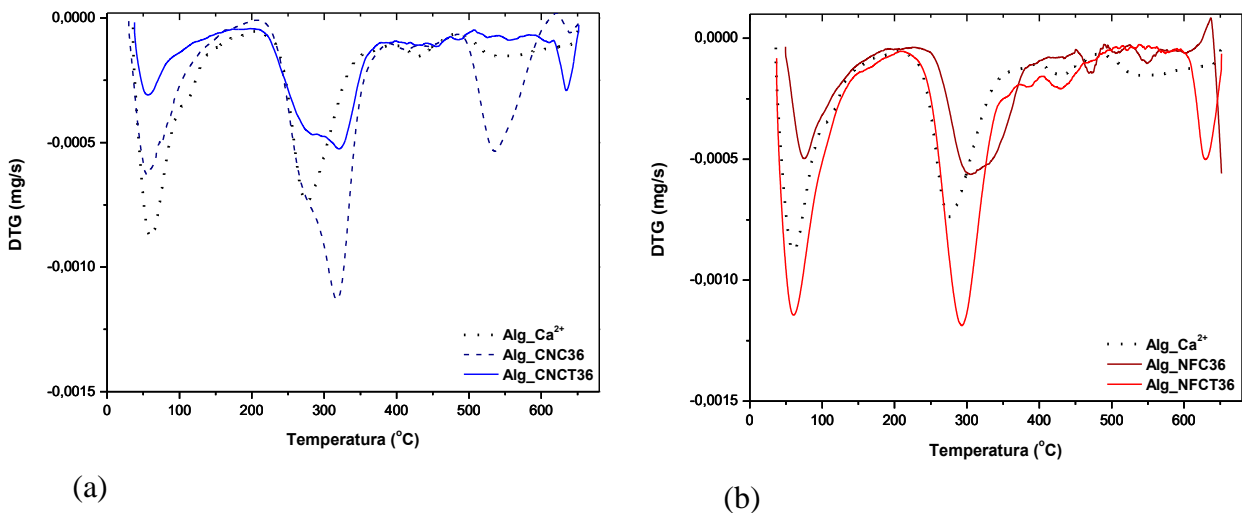 0,0000
-0,0005
-0,0010
-0,0015
DTG (mg/s)
0 100 200 300 400 500 600
Temperatura (°C)
Alg_Ca²⁺
Alg_CNC36
Alg_CNCT36
(a)
0,0000
-0,0005
-0,0010
-0,0015
DTG (mg/s)
0 100 200 300 400 500 600
Temperatura (°C)
Alg_Ca²⁺
Alg_NFC36
Alg_NFCT36
(b)